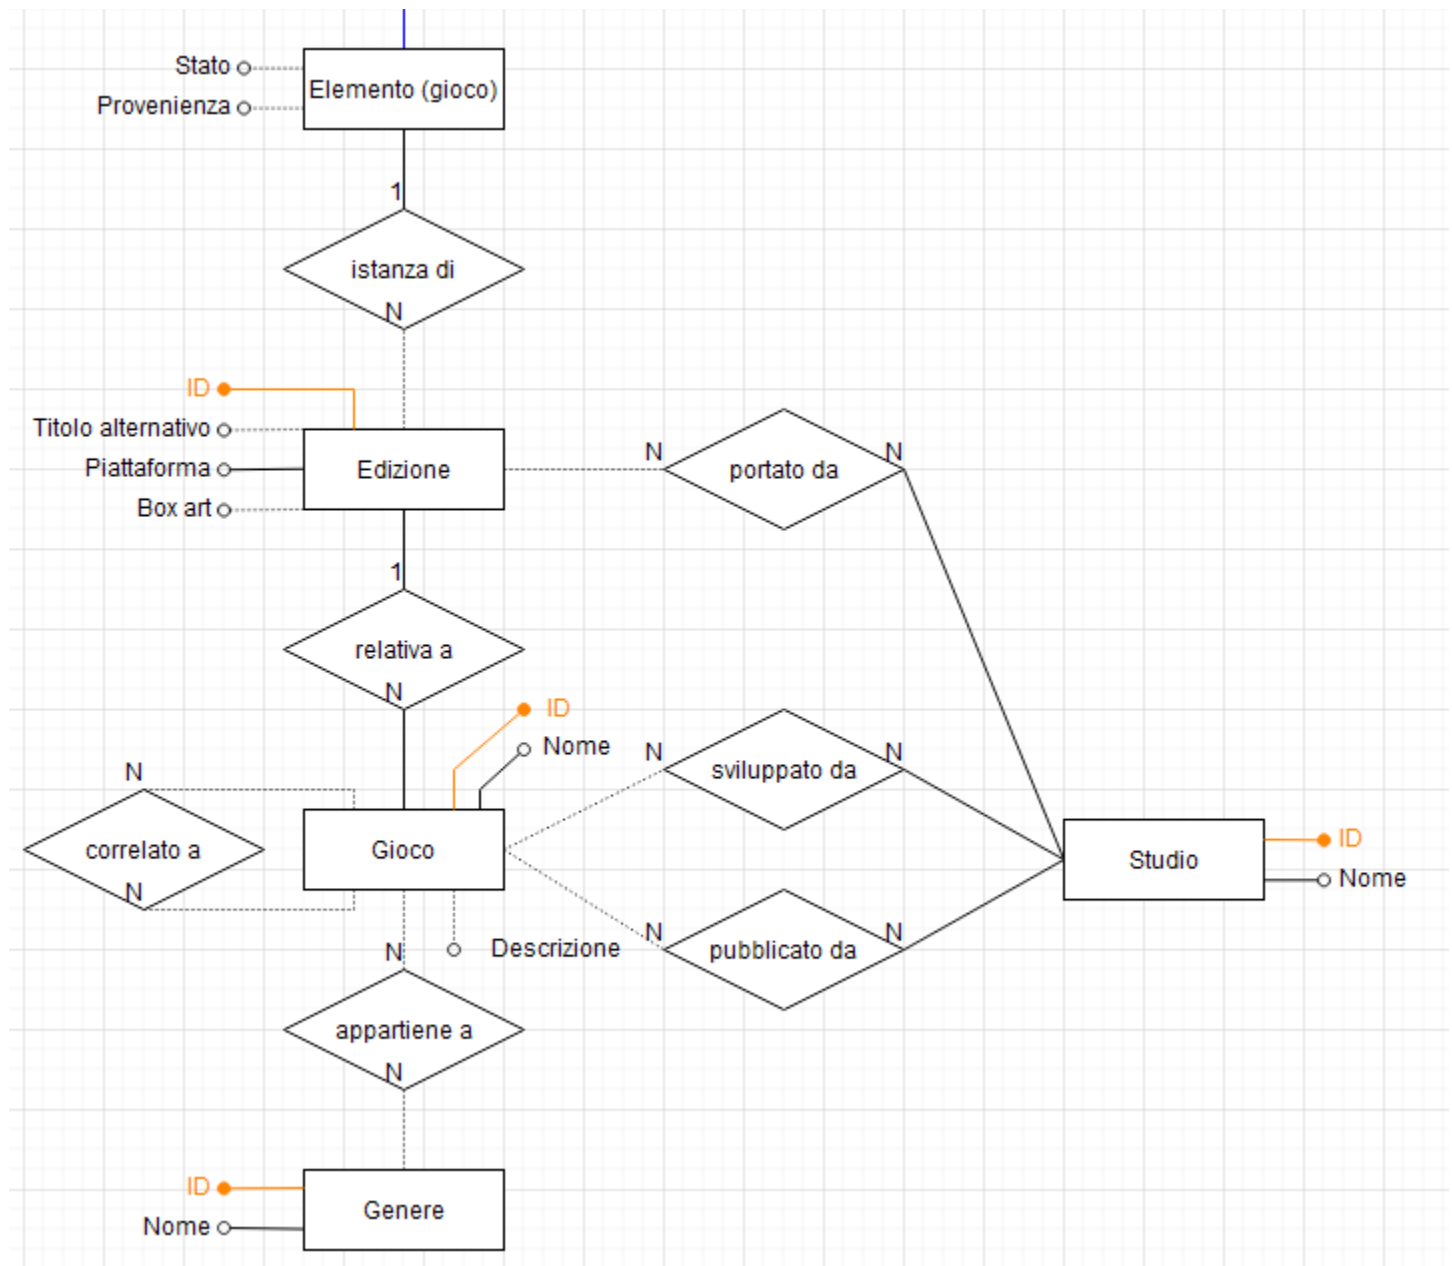 Stato
Provenienza
Elemento (gioco)
1
istanza di
N
ID
Titolo alternativo
Piattaforma
Box art
Edizione
N
portato da
N
1
relativa a
N
ID
Nome
N
correlato a
N
Gioco
N
sviluppato da
N
N
pubblicato da
N
Studio
ID
Nome
Descrizione
N
appartiene a
N
ID
Nome
Genere